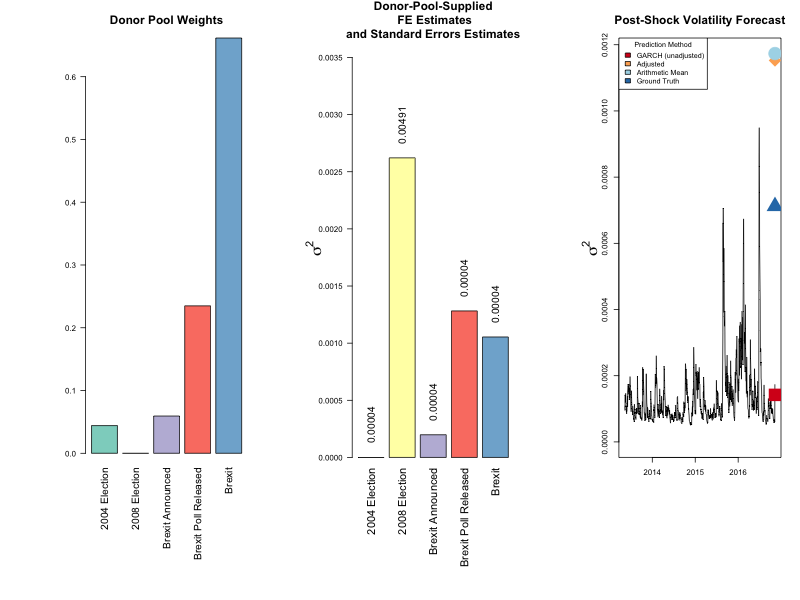 Donor Pool Weights
0.6
0.5
0.4
0.3
0.2
0.1
0.0
2004 Election
2008 Election
Brexit Announced
Brexit Poll Released
Brexit
Donor-Pool-Supplied
FE Estimates
and Standard Errors Estimates
σ²
0.0035
0.0030
0.0025
0.0020
0.0015
0.0010
0.0005
0.0000
0.00004
0.00491
0.00004
0.00004
0.00004
2004 Election
2008 Election
Brexit Announced
Brexit Poll Released
Brexit
Post-Shock Volatility Forecast
σ²
0.0012
0.0010
0.0008
0.0006
0.0004
0.0002
0.0000
Prediction Method
GARCH (unadjusted)
Adjusted
Arithmetic Mean
Ground Truth
2014 2015 2016